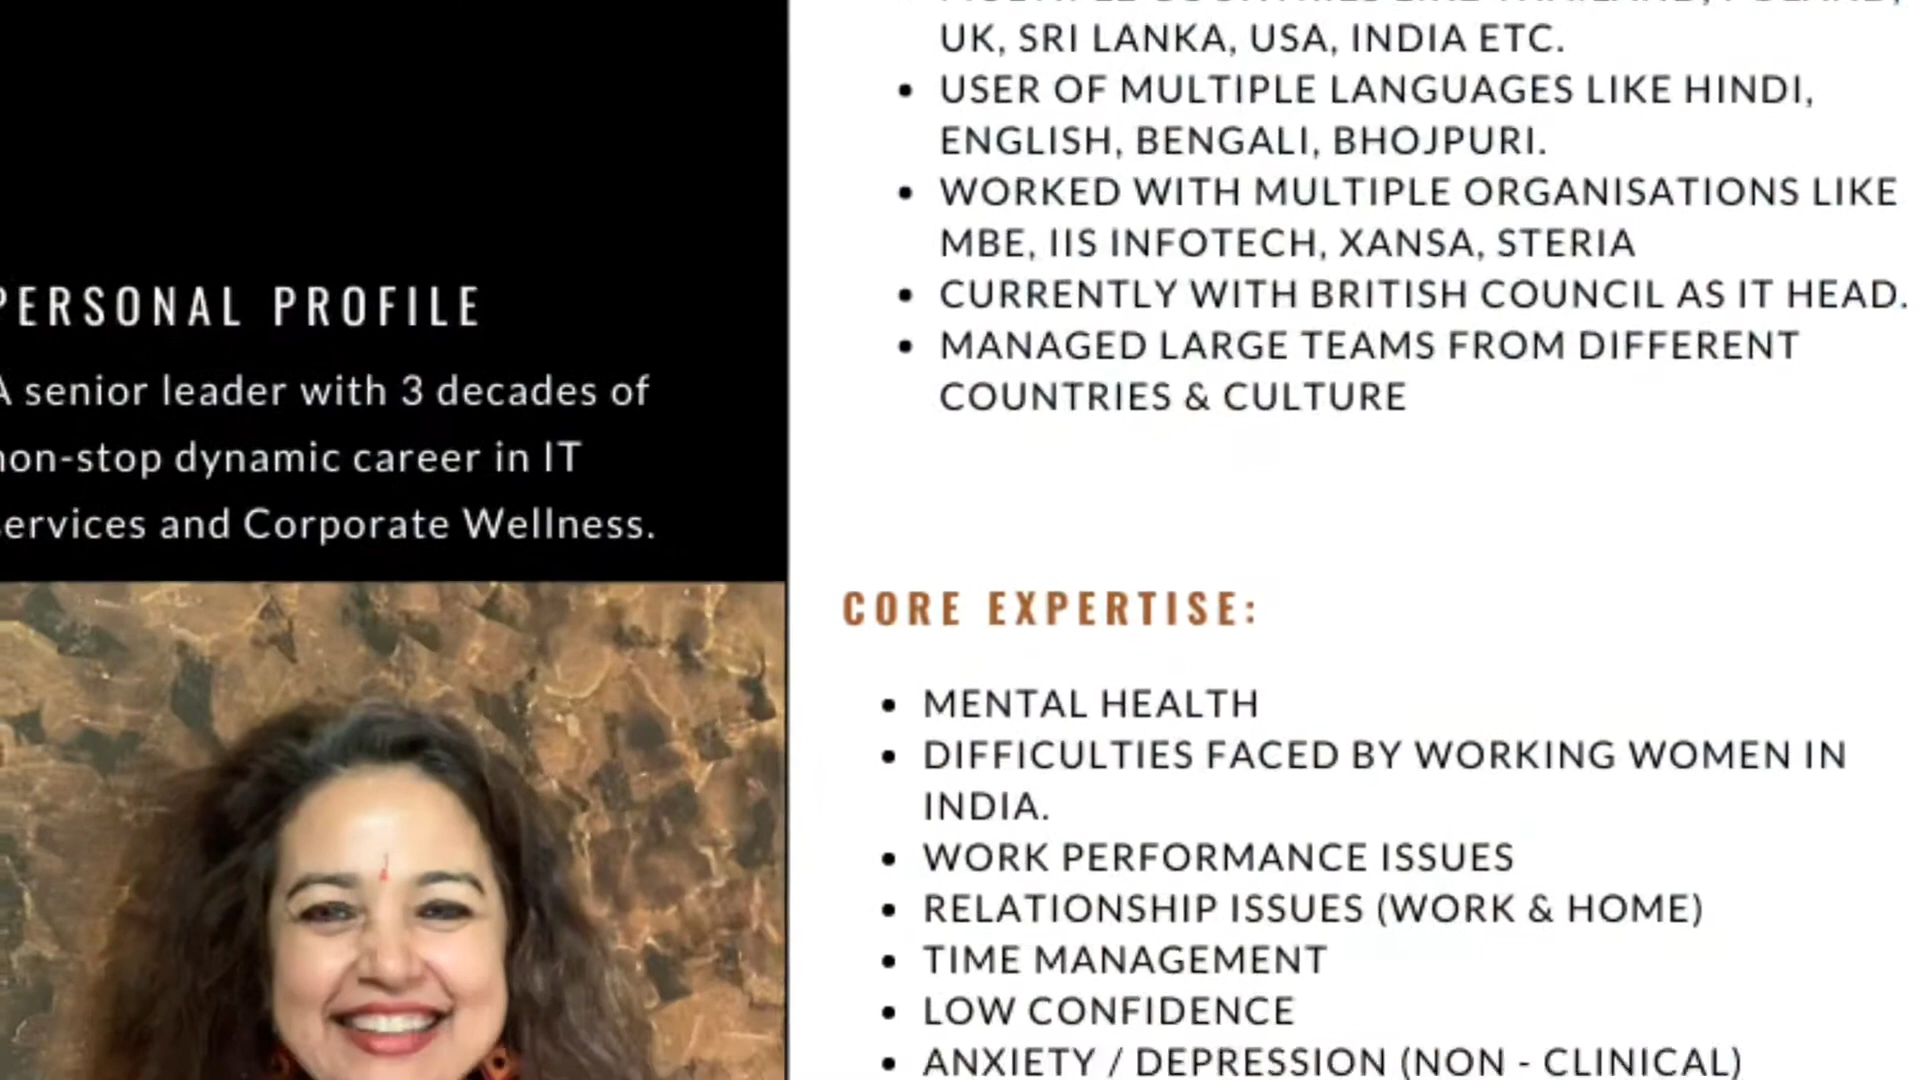 PERSONAL PROFILE
A senior leader with 3 decades of
non-stop dynamic career in IT
services and Corporate Wellness.
UK, SRI LANKA, USA, INDIA ETC.
• USER OF MULTIPLE LANGUAGES LIKE HINDI,
ENGLISH, BENGALI, BHOJPURI.
• WORKED WITH MULTIPLE ORGANISATIONS LIKE
MBE, IIS INFOTECH, XANSA, STERIA
• CURRENTLY WITH BRITISH COUNCIL AS IT HEAD.
• MANAGED LARGE TEAMS FROM DIFFERENT
COUNTRIES & CULTURE
CORE EXPERTISE:
• MENTAL HEALTH
• DIFFICULTIES FACED BY WORKING WOMEN IN
INDIA.
• WORK PERFORMANCE ISSUES
• RELATIONSHIP ISSUES (WORK & HOME)
• TIME MANAGEMENT
• LOW CONFIDENCE
• ANXIETY / DEPRESSION (NON - CLINICAL)